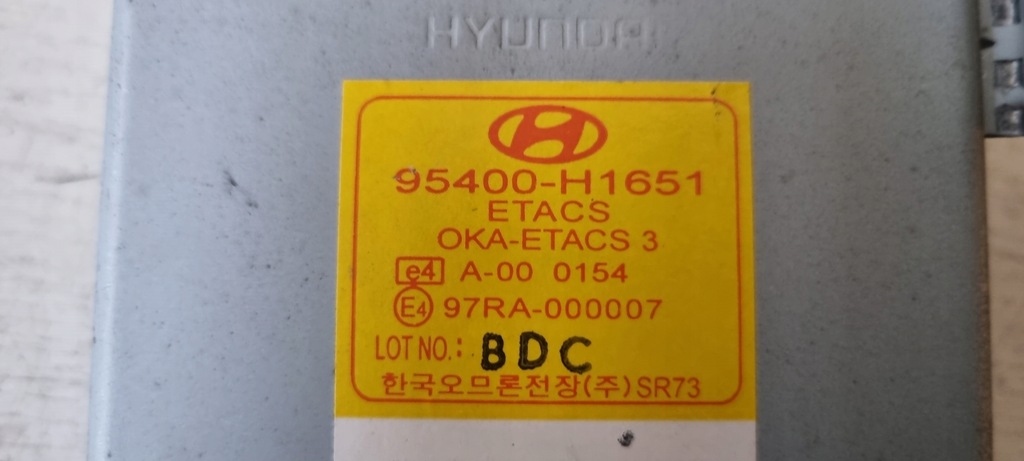 HYUNDAI
95400-H1651
ETACS
OKA-ETACS 3
e4 A-00 0154
E4 97RA-000007
LOT NO.: BDC
한국오므론전장(주) SR73